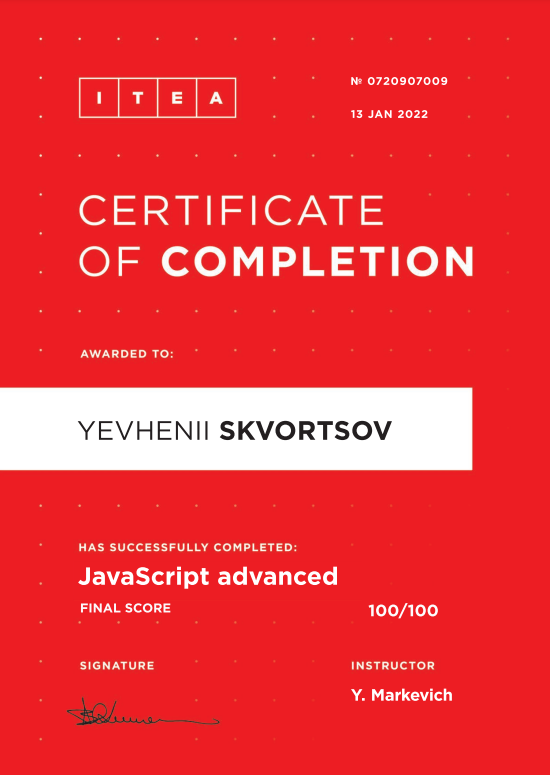 ITEA
№ 0720907009
13 JAN 2022
CERTIFICATE
OF COMPLETION
AWARDED TO:
YEVHENII SKVORTSOV
HAS SUCCESSFULLY COMPLETED:
JavaScript advanced
FINAL SCORE 100/100
SIGNATURE
INSTRUCTOR
Y. Markevich